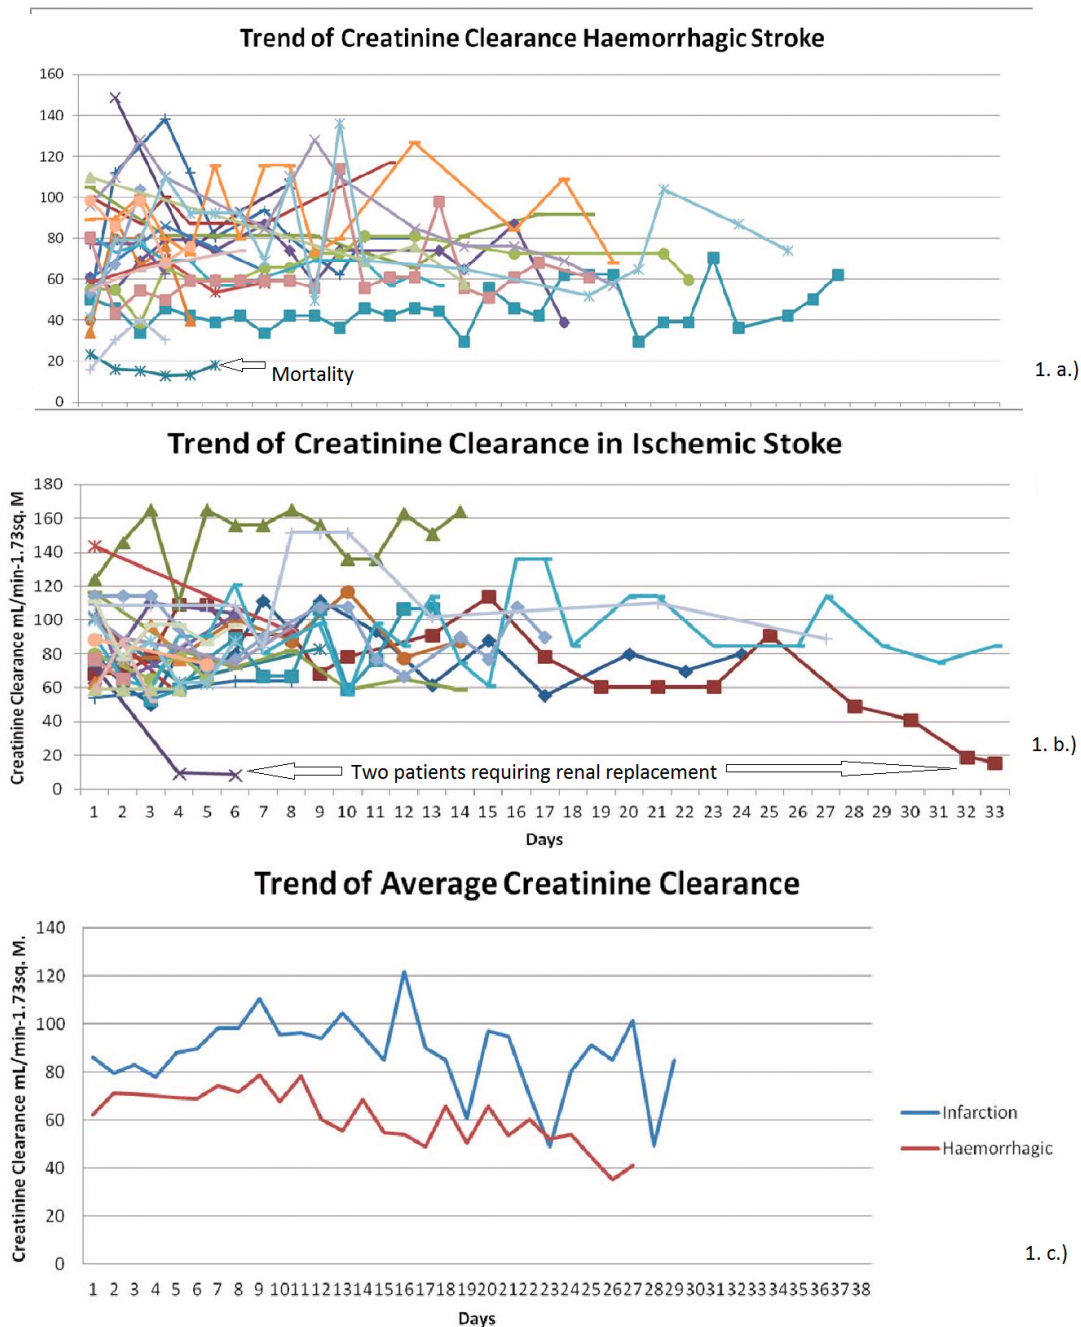 Trend of Creatinine Clearance Haemorrhagic Stroke
160
140
120
100
80
60
40
20
0
Mortality
1. a.)
Trend of Creatinine Clearance in Ischemic Stoke
Creatinine Clearance mL/min-1.73sq. M
180
160
140
120
100
80
60
40
20
0
Two patients requiring renal replacement
1. b.)
1 2 3 4 5 6 7 8 9 10 11 12 13 14 15 16 17 18 19 20 21 22 23 24 25 26 27 28 29 30 31 32 33
Days
Trend of Average Creatinine Clearance
Creatinine Clearance mL/min-1.73sq. M.
140
120
100
80
60
40
20
0
Infarction
Haemorrhagic
1. c.)
1 2 3 4 5 6 7 8 9 10 11 12 13 14 15 16 17 18 19 20 21 22 23 24 25 26 27 28 29 30 31 32 33 34 35 36 37 38
Days